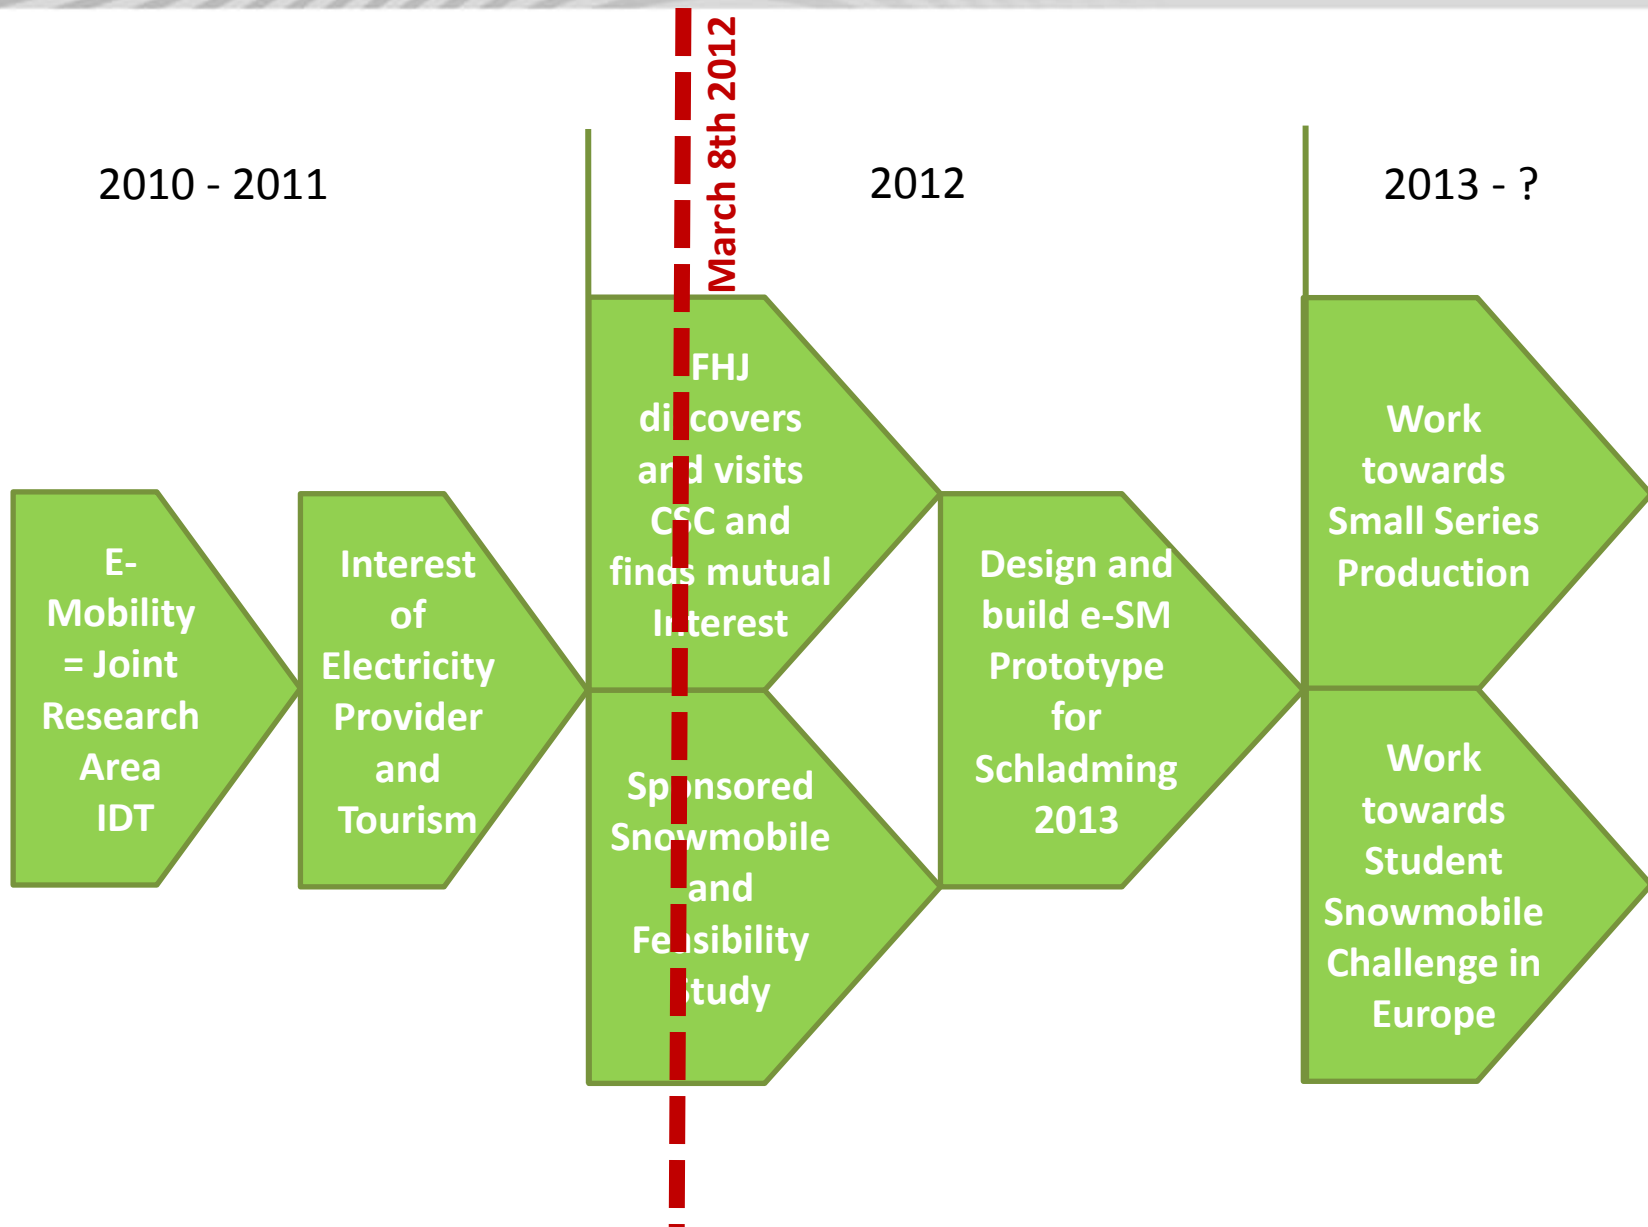 2010 - 2011
March 8th 2012
2012
2013 - ?
E-
Mobility
= Joint
Research
Area
IDT
Interest
of
Electricity
Provider
and
Tourism
FHJ
discovers
and visits
CSC and
finds mutual
Interest
Sponsored
Snowmobile
and
Feasibility
Study
Design and
build e-SM
Prototype
for
Schladming
2013
Work
towards
Small Series
Production
Work
towards
Student
Snowmobile
Challenge in
Europe